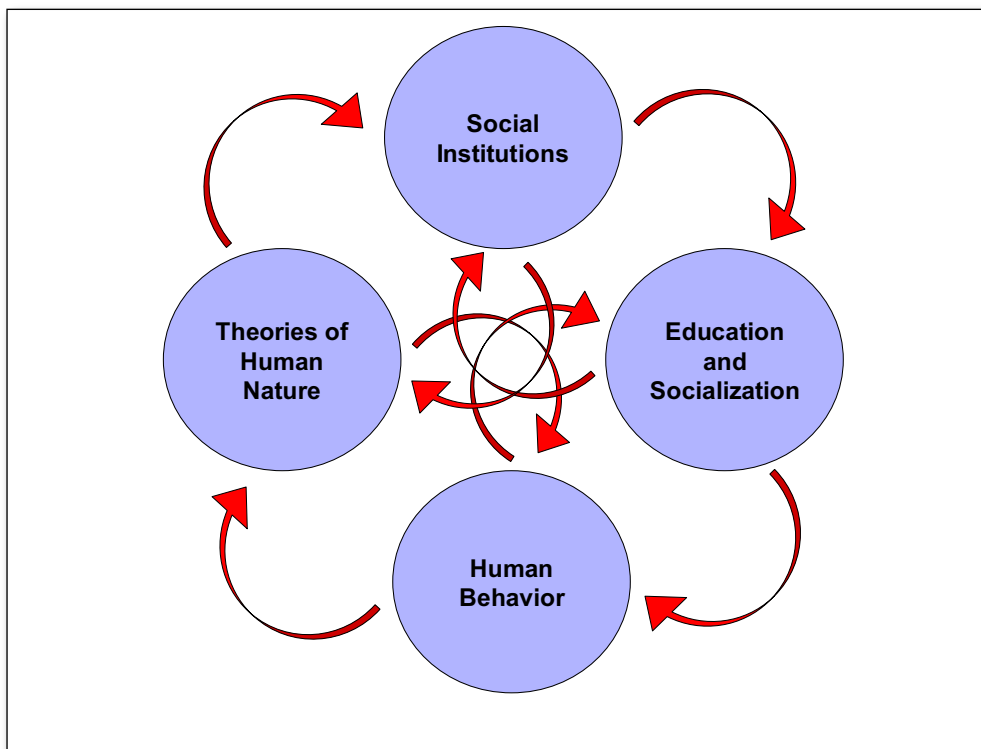 Social
Institutions
Theories of
Human
Nature
Education
and
Socialization
Human
Behavior